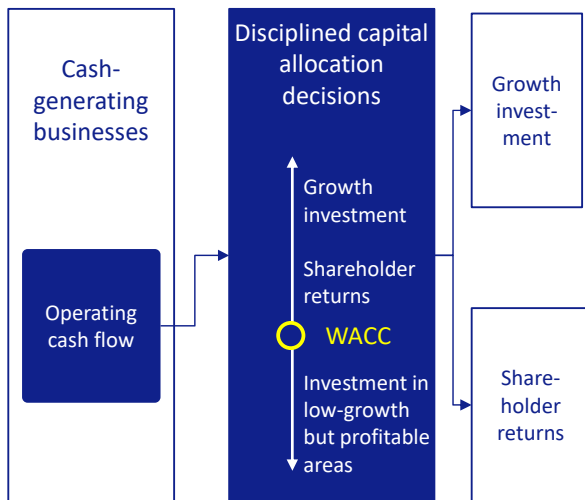 Cash-
generating
businesses
Operating
cash flow
Disciplined capital
allocation
decisions
Growth
investment
Shareholder
returns
WACC
Investment in
low-growth
but profitable
areas
Growth
invest-
ment
Share-
holder
returns